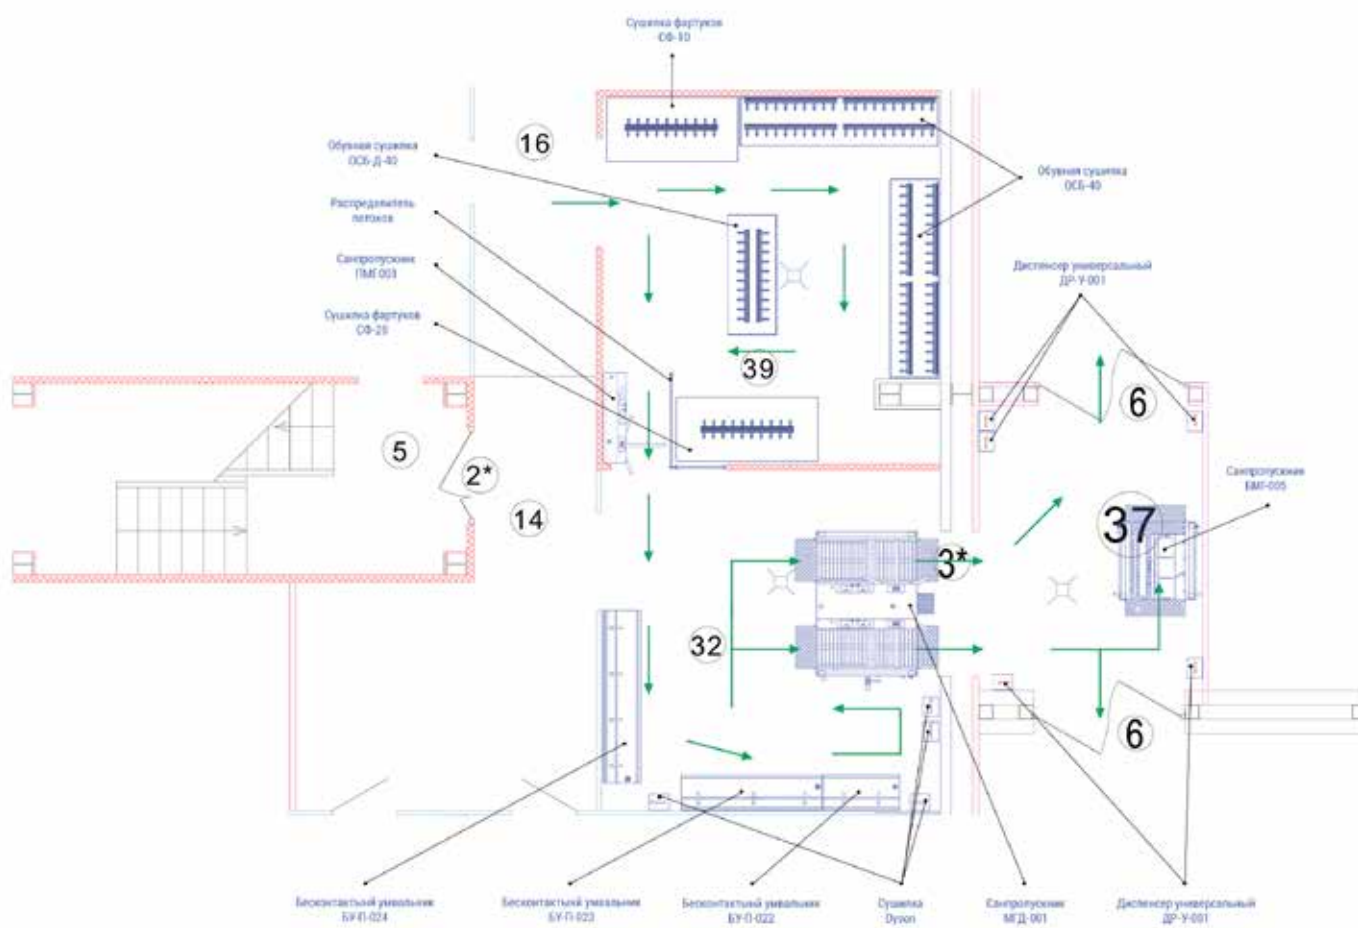 Сушилка фартуков
СФ-10
16
Обувная сушилка
ОСБ-Д-40
Обувная сушилка
ОСБ-40
Распределитель
потоков
Санпропускник
ПМГ-003
Диспенсер универсальный
ДР-У-001
Сушилка фартуков
СФ-20
39
6
5
2*
14
Санпропускник
БМГ-005
37
3*
32
6
Бесконтактный умывальник
БУ-П-024
Бесконтактный умывальник
БУ-П-023
Бесконтактный умывальник
БУ-П-022
Сушилка
Dyson
Санпропускник
МГД-001
Диспенсер универсальный
ДР-У-001